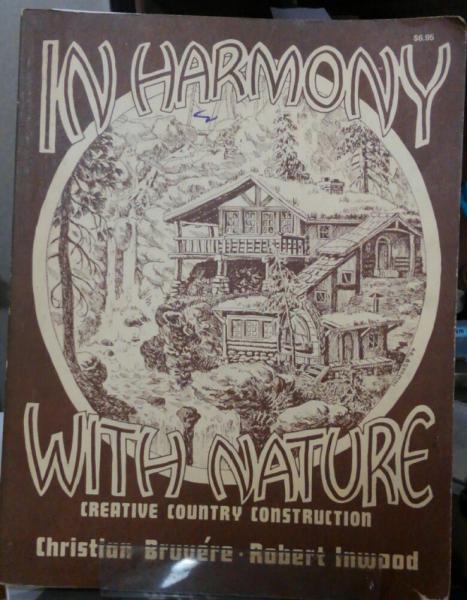 $6.95
IN HARMONY
WITH NATURE
CREATIVE COUNTRY CONSTRUCTION
Christian Bruyére · Robert Inwood